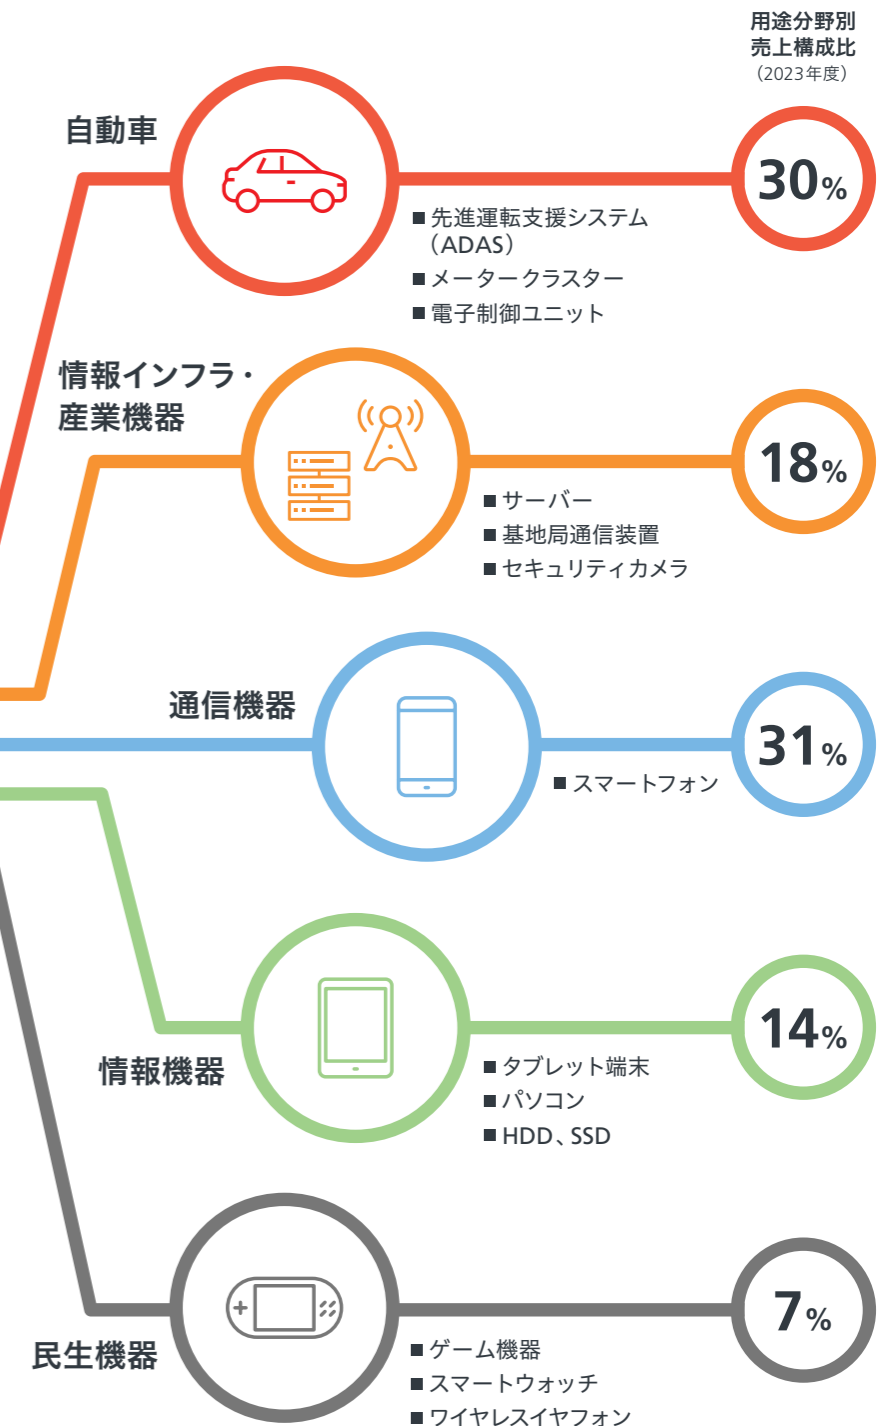 用途分野別
売上構成比
（2023年度）
自動車
30%
■ 先進運転支援システム
（ADAS）
■ メータークラスター
■ 電子制御ユニット
情報インフラ・
産業機器
18%
■ サーバー
■ 基地局通信装置
■ セキュリティカメラ
通信機器
31%
■ スマートフォン
14%
情報機器
■ タブレット端末
■ パソコン
■ HDD、SSD
7%
民生機器
■ ゲーム機器
■ スマートウォッチ
■ ワイヤレスイヤフォン